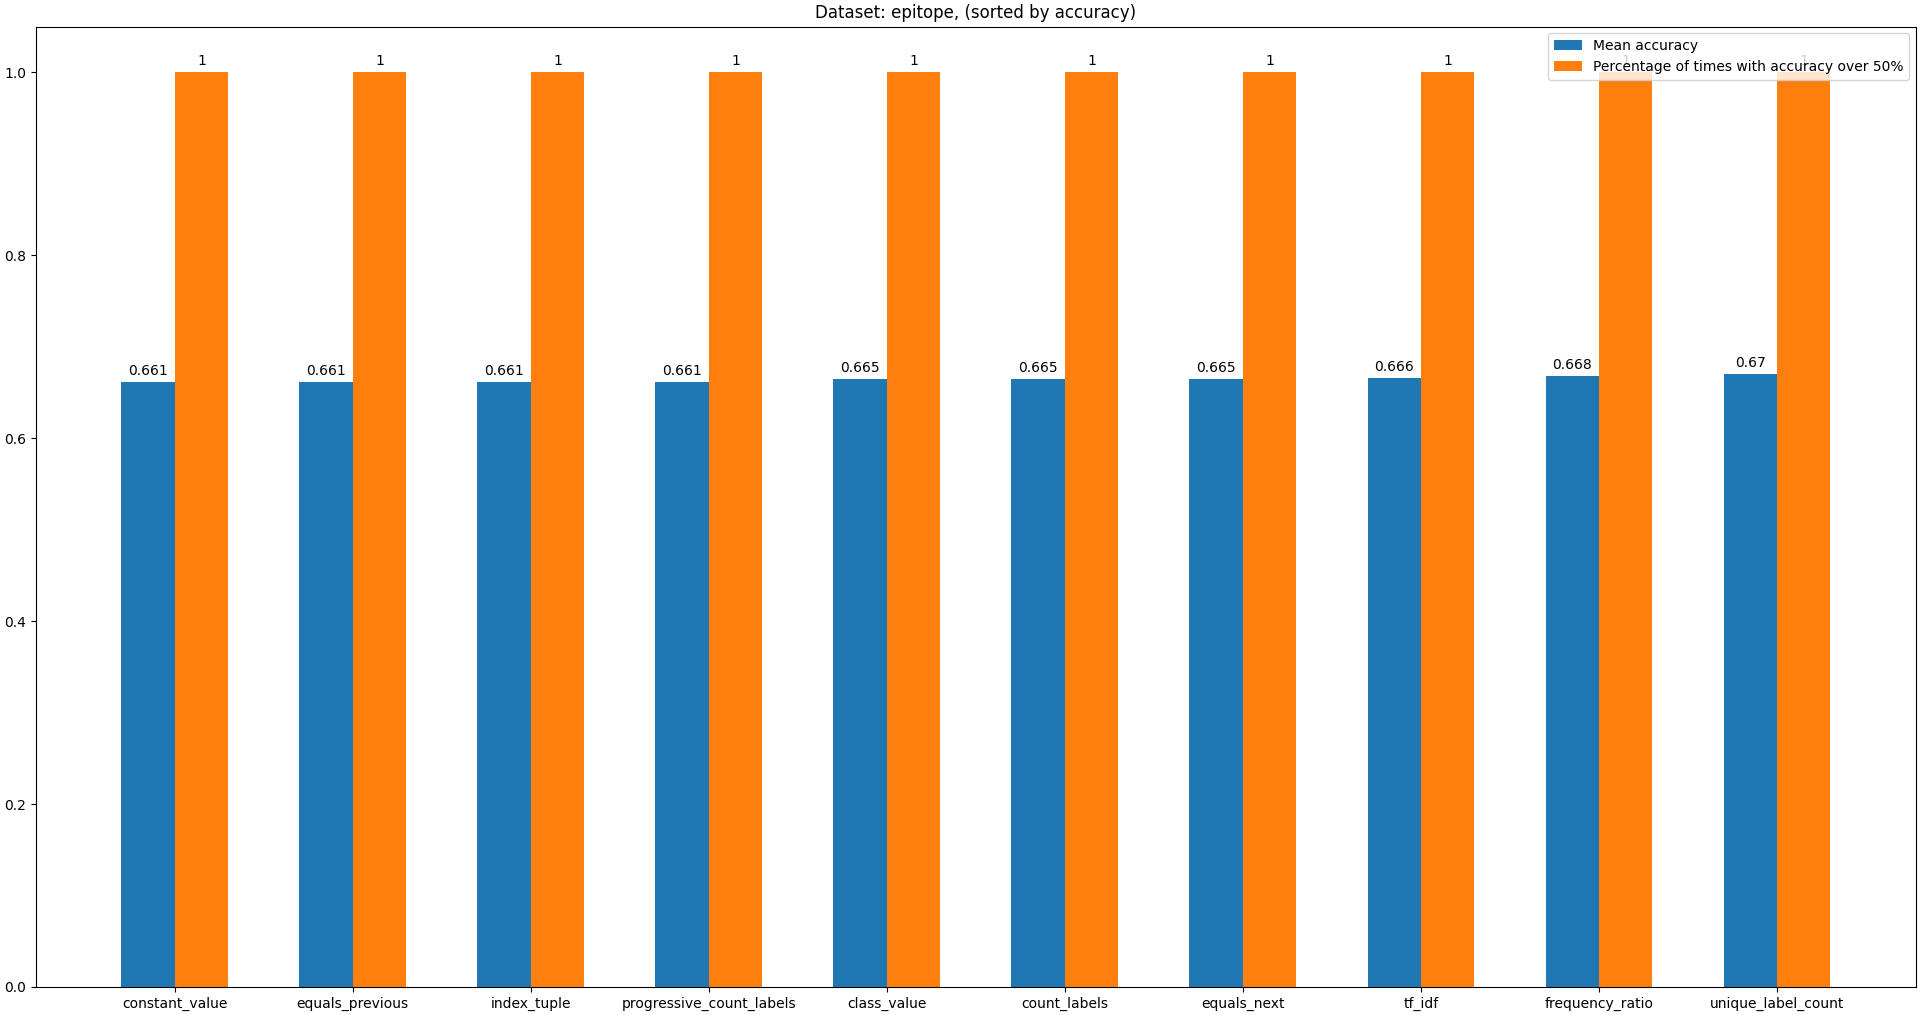 Dataset: epitope, (sorted by accuracy)
Mean accuracy
Percentage of times with accuracy over 50%
1.0
0.8
0.6
0.4
0.2
0.0
1 1 1 1 1 1 1 1 1 1
0.661 0.661 0.661 0.661 0.665 0.665 0.665 0.666 0.668 0.67
constant_value equals_previous index_tuple progressive_count_labels class_value count_labels equals_next tf_idf frequency_ratio unique_label_count